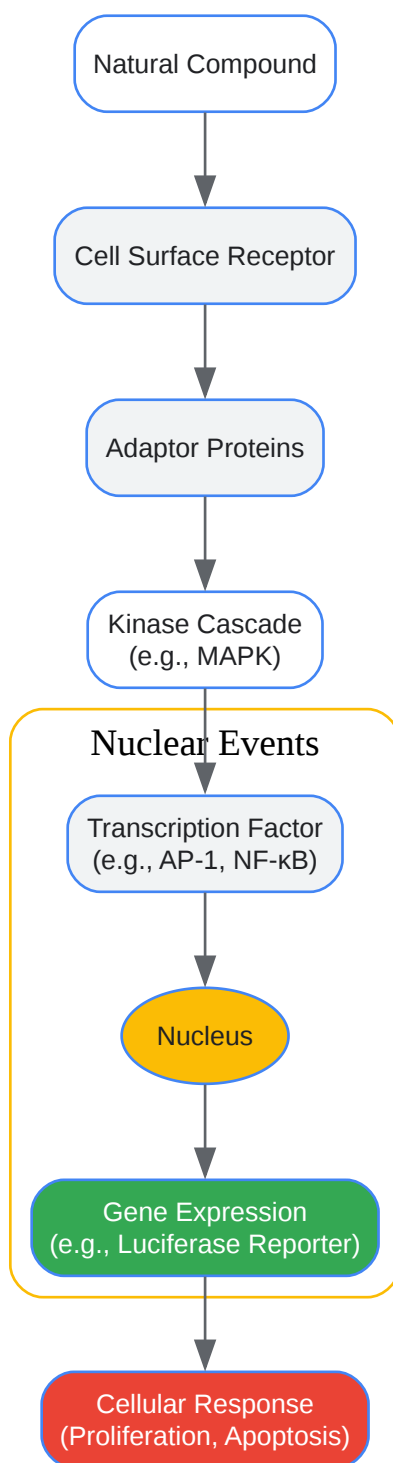 Natural Compound
Cell Surface Receptor
Adaptor Proteins
Kinase Cascade
(e.g., MAPK)
Nuclear Events
Transcription Factor
(e.g., AP-1, NF-κB)
Nucleus
Gene Expression
(e.g., Luciferase Reporter)
Cellular Response
(Proliferation, Apoptosis)